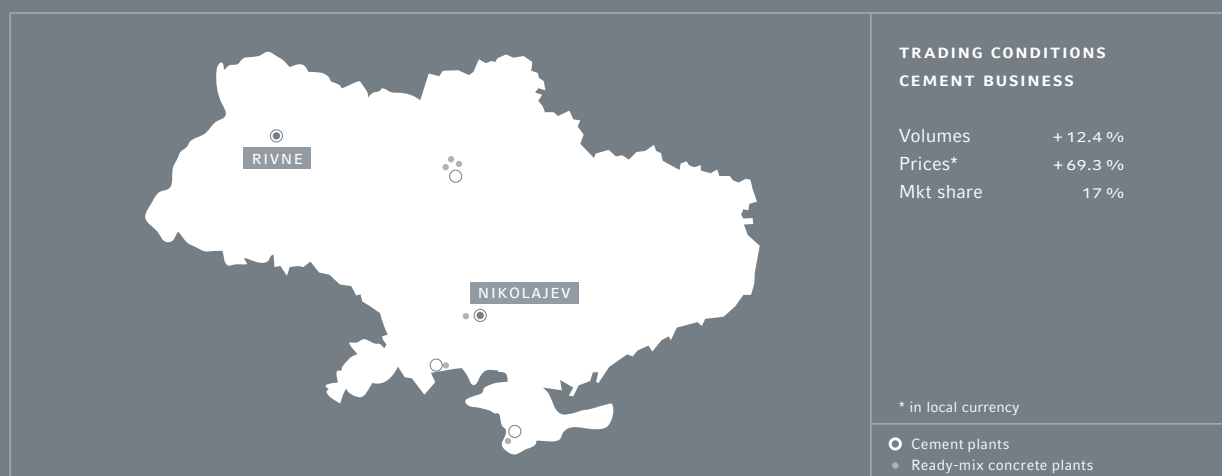 RIVNE
NIKOLAJEV
TRADING CONDITIONS
CEMENT BUSINESS
Volumes +12.4 %
Prices* +69.3 %
Mkt share 17 %
* in local currency
Cement plants
Ready-mix concrete plants